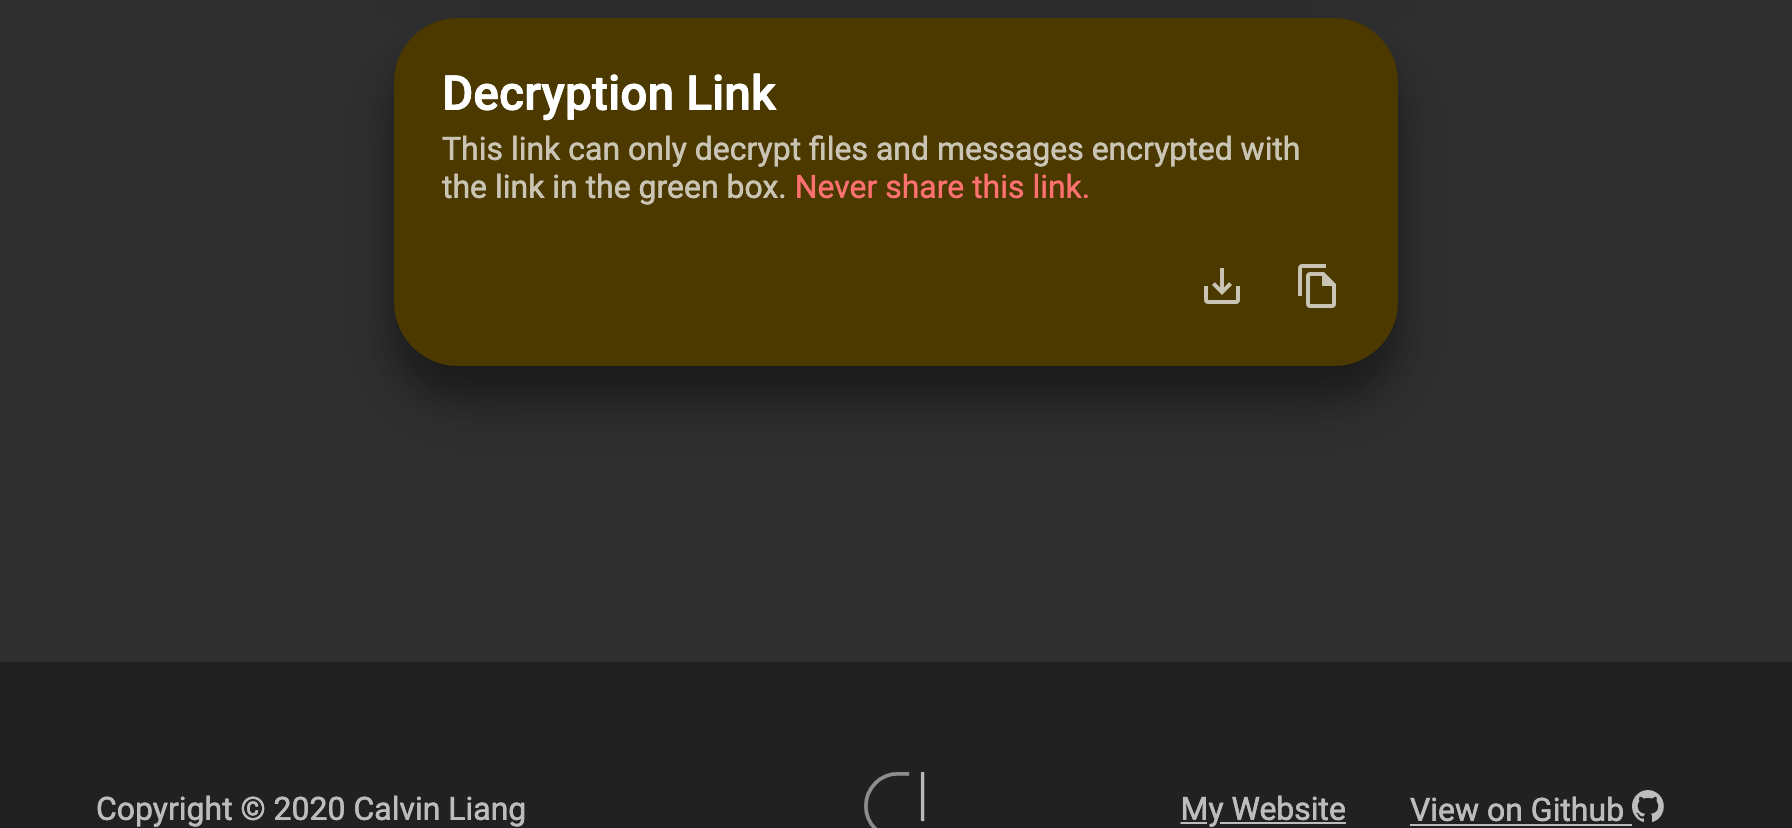 Decryption Link
This link can only decrypt files and messages encrypted with
the link in the green box. Never share this link.
Copyright © 2020 Calvin Liang
My Website
View on Github